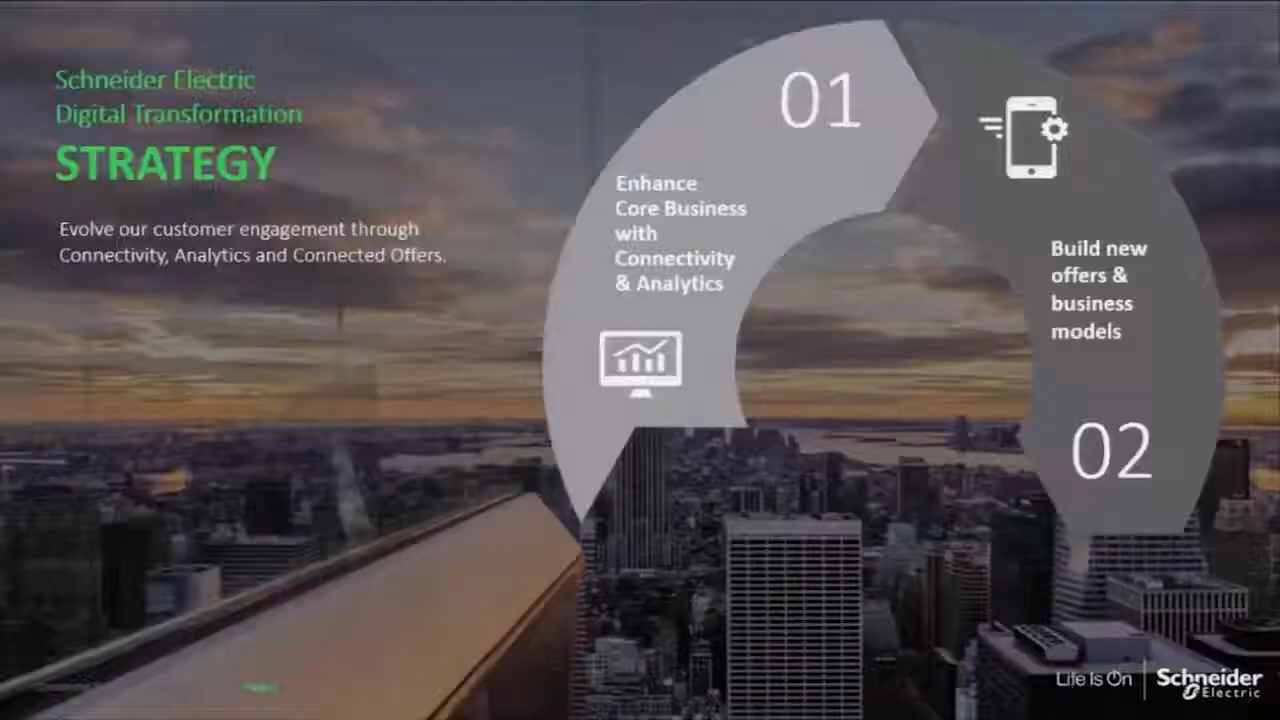 Schneider Electric
Digital Transformation
STRATEGY
Evolve our customer engagement through
Connectivity, Analytics and Connected Offers.
01
Enhance
Core Business
with
Connectivity
& Analytics
Build new
offers &
business
models
02
Life Is On
Schneider
Electric